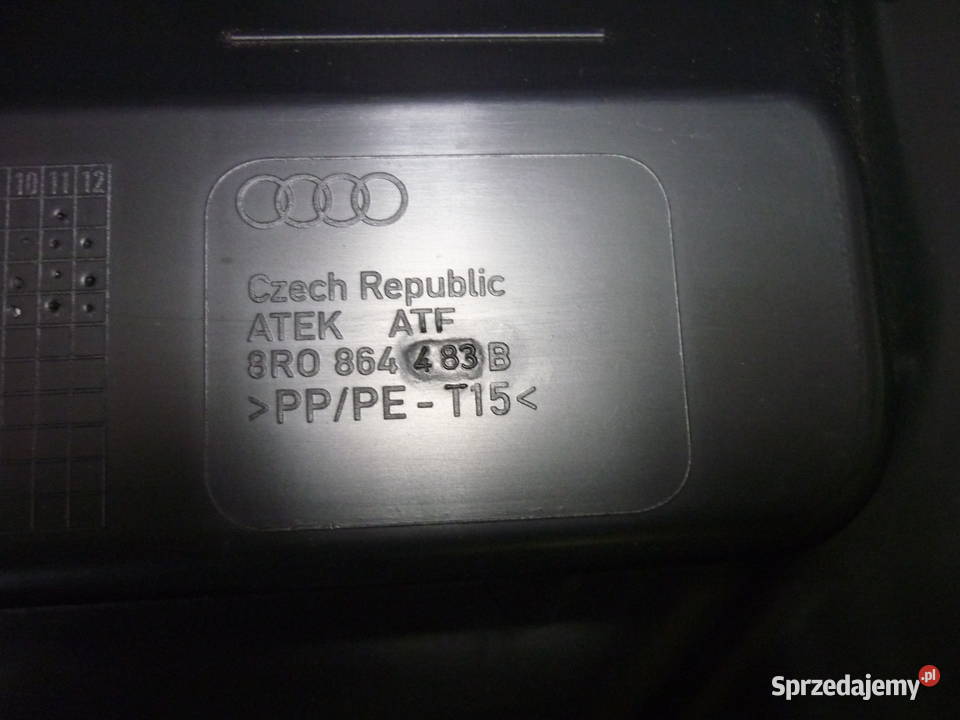 10 11 12
Czech Republic
ATEK ATF
8R0 864 483 B
>PP/PE - T15<
Sprzedajemy.pl